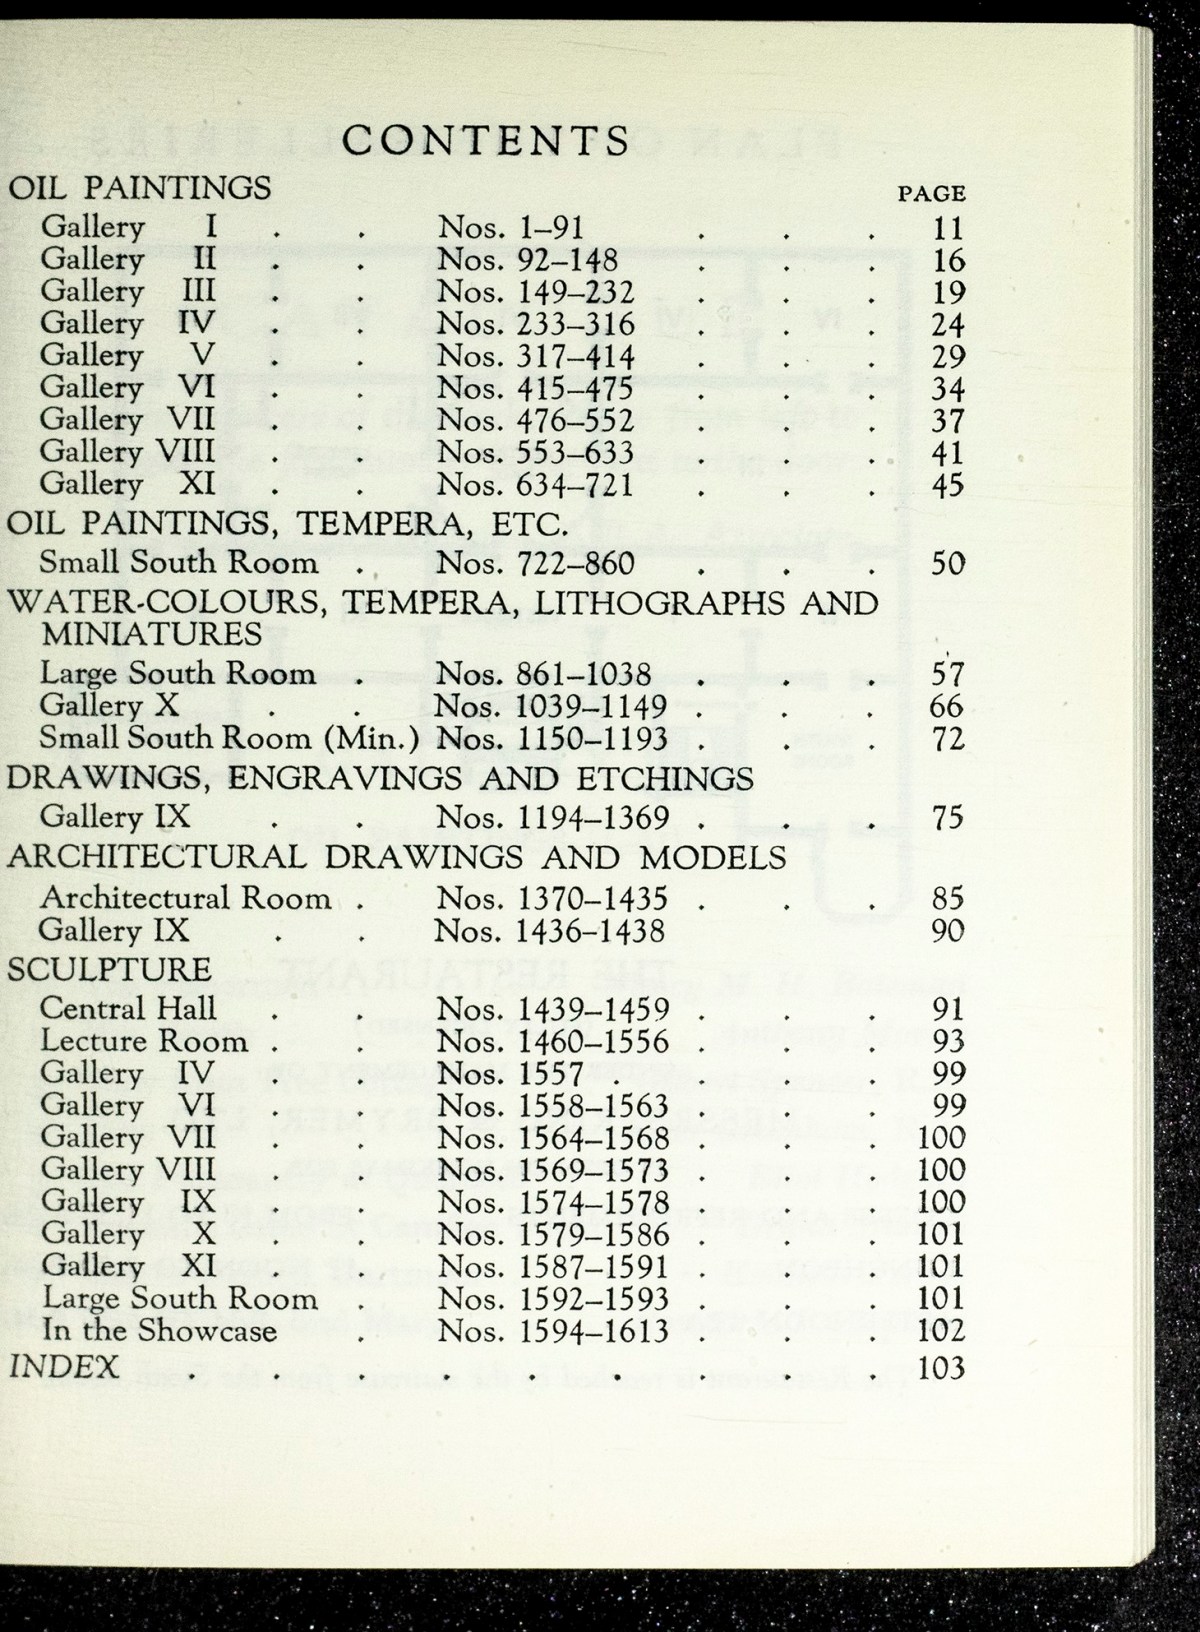 CONTENTS
OIL PAINTINGS PAGE
Gallery I . . Nos. 1–91 . . . 11
Gallery II . . Nos. 92–148 . . . 16
Gallery III . . Nos. 149–232 . . . 19
Gallery IV . . Nos. 233–316 . . . 24
Gallery V . . Nos. 317–414 . . . 29
Gallery VI . . Nos. 415–475 . . . 34
Gallery VII . . Nos. 476–552 . . . 37
Gallery VIII . . Nos. 553–633 . . . 41
Gallery XI . . Nos. 634–721 . . . 45
OIL PAINTINGS, TEMPERA, ETC.
Small South Room . Nos. 722–860 . . . 50
WATER-COLOURS, TEMPERA, LITHOGRAPHS AND
MINIATURES
Large South Room . Nos. 861–1038 . . . 57
Gallery X . . Nos. 1039–1149 . . . 66
Small South Room (Min.) Nos. 1150–1193 . . . 72
DRAWINGS, ENGRAVINGS AND ETCHINGS
Gallery IX . . Nos. 1194–1369 . . . 75
ARCHITECTURAL DRAWINGS AND MODELS
Architectural Room . Nos. 1370–1435 . . . 85
Gallery IX . . Nos. 1436–1438 90
SCULPTURE
Central Hall . . Nos. 1439–1459 . . . 91
Lecture Room . . Nos. 1460–1556 . . . 93
Gallery IV . . Nos. 1557 . . . . 99
Gallery VI . . Nos. 1558–1563 . . . 99
Gallery VII . . Nos. 1564–1568 . . . 100
Gallery VIII . . Nos. 1569–1573 . . . 100
Gallery IX . . Nos. 1574–1578 . . . 100
Gallery X . . Nos. 1579–1586 . . . 101
Gallery XI . . Nos. 1587–1591 . . . 101
Large South Room . Nos. 1592–1593 . . . 101
In the Showcase . Nos. 1594–1613 . . . 102
INDEX . . . . . . . . . 103